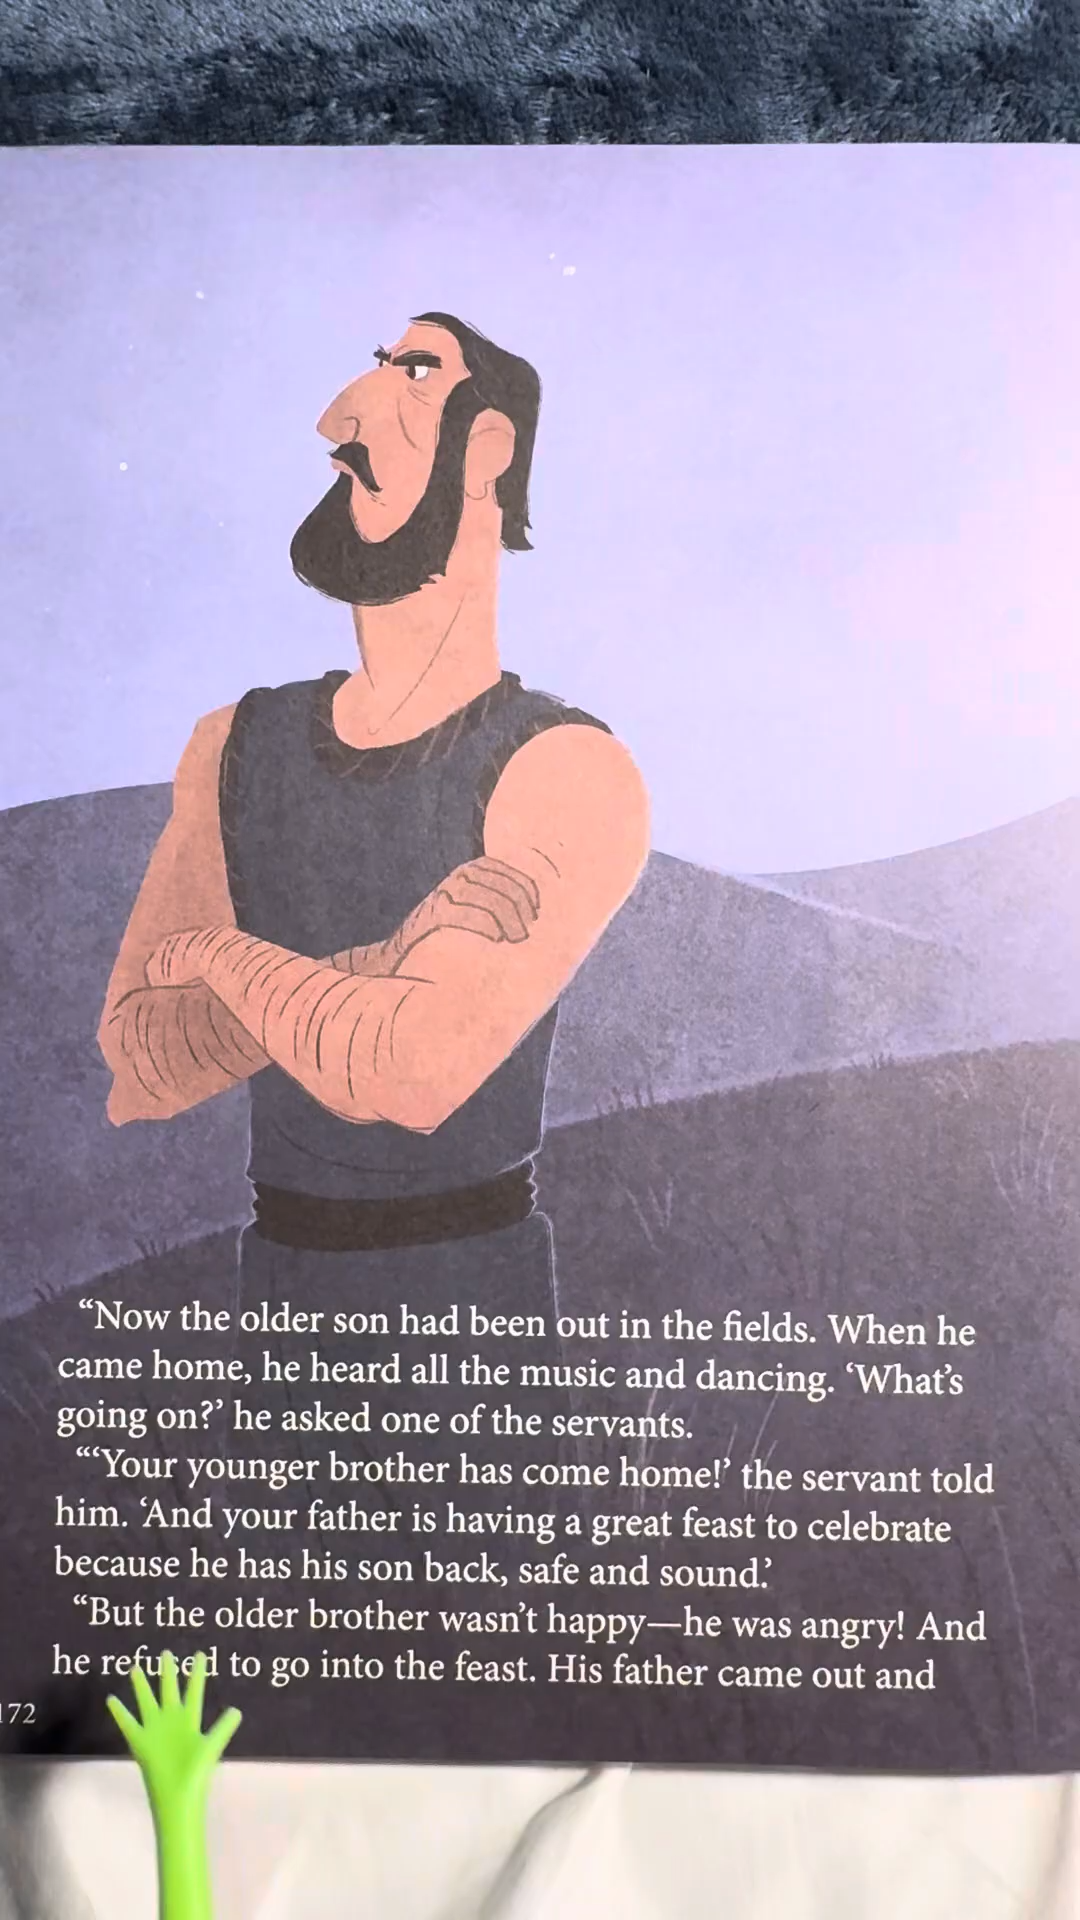 “Now the older son had been out in the fields. When he
came home, he heard all the music and dancing. ‘What’s
going on?’ he asked one of the servants.
“‘Your younger brother has come home!’ the servant told
him. ‘And your father is having a great feast to celebrate
because he has his son back, safe and sound.’
“But the older brother wasn’t happy—he was angry! And
he refused to go into the feast. His father came out and
172